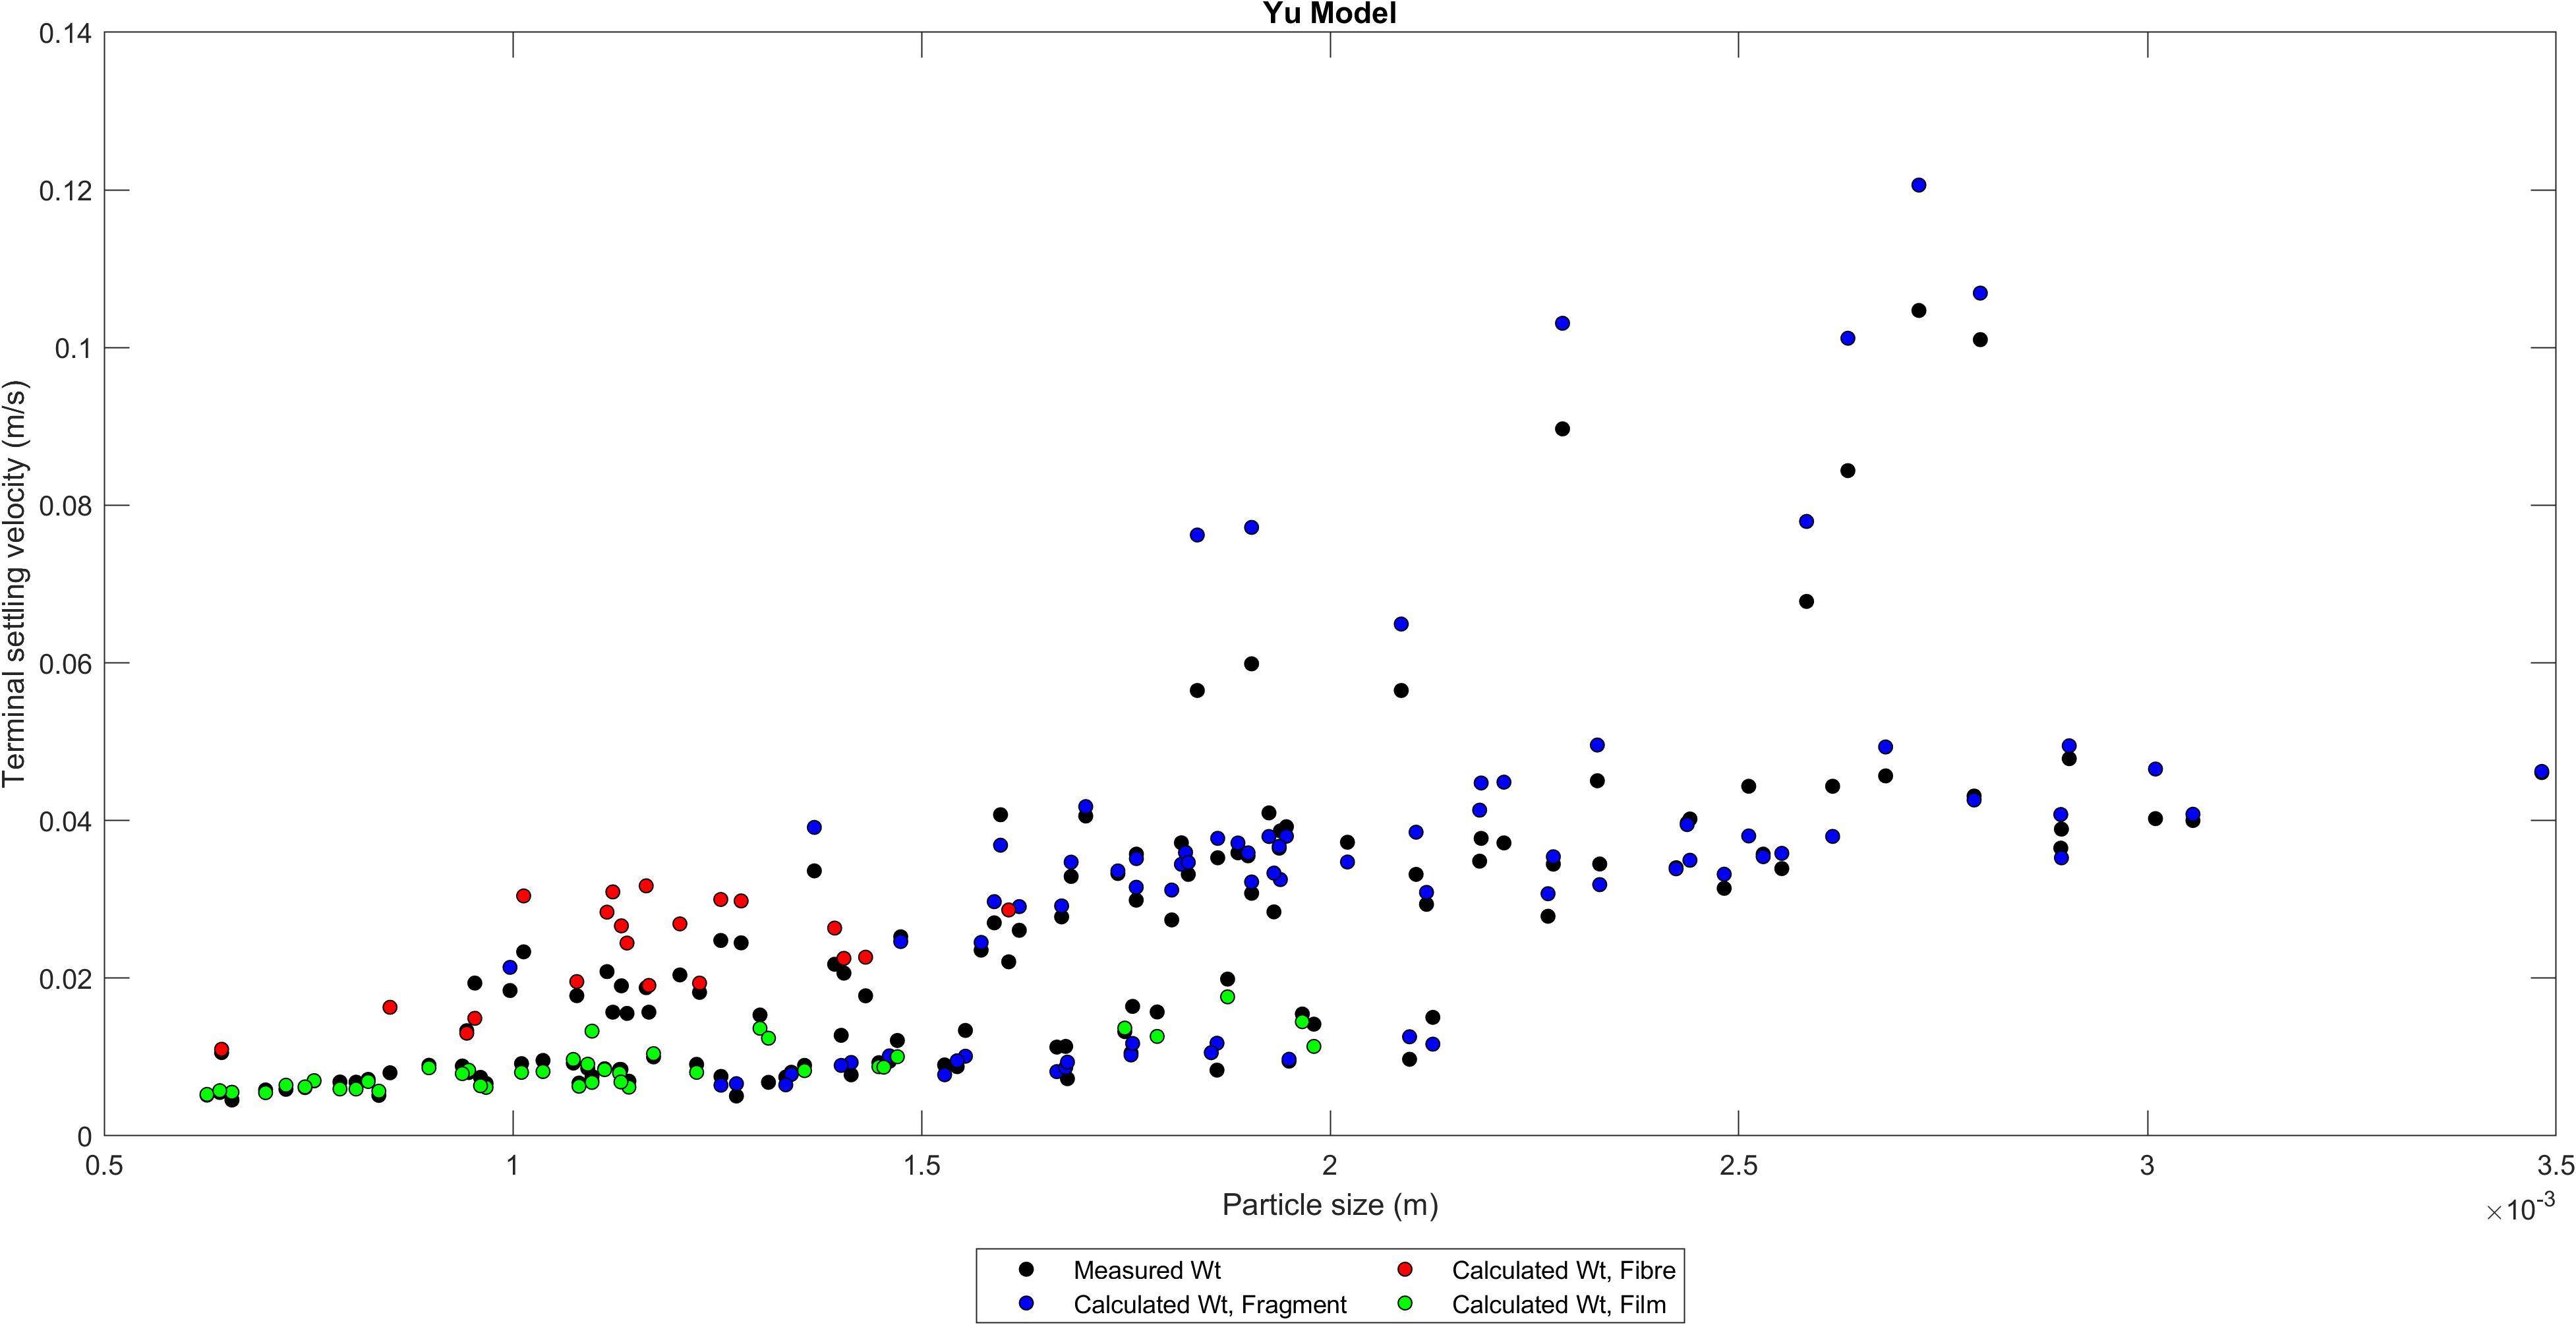 Yu Model
0.14
0.12
0.1
0.08
0.06
0.04
0.02
0
Terminal settling velocity (m/s)
0.5 1 1.5 2 2.5 3 3.5
Particle size (m)
×10-3
Measured Wt Calculated Wt, Fibre
Calculated Wt, Fragment Calculated Wt, Film